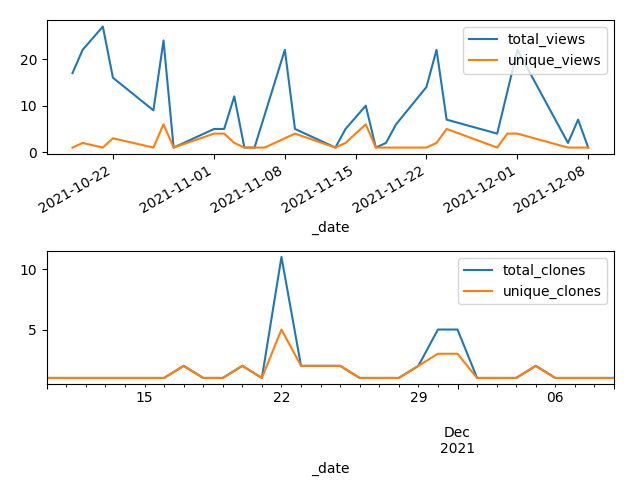 total_views
unique_views
20
10
0
2021-10-22
2021-11-01
2021-11-08
2021-11-15
2021-11-22
2021-12-01
2021-12-08
_date
total_clones
unique_clones
10
5
15
22
29
06
Dec
2021
_date